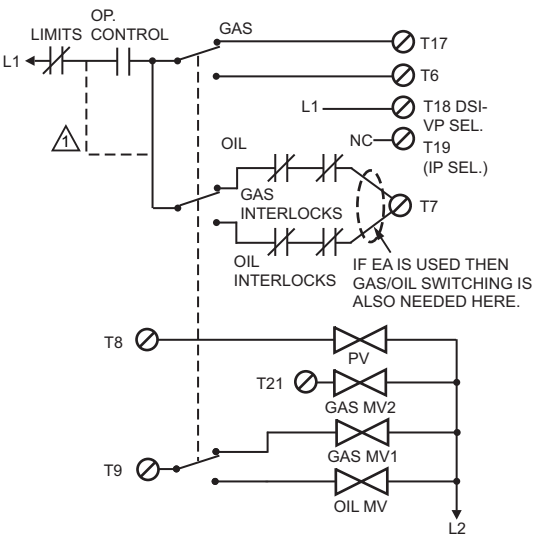 OP.
LIMITS CONTROL
GAS
L1
T17
T6
L1
T18 DSI-
VP SEL.
1
NC
T19
(IP SEL.)
OIL
GAS
INTERLOCKS
T7
OIL
INTERLOCKS
IF EA IS USED THEN
GAS/OIL SWITCHING IS
ALSO NEEDED HERE.
T8
PV
T21
GAS MV2
GAS MV1
T9
OIL MV
L2